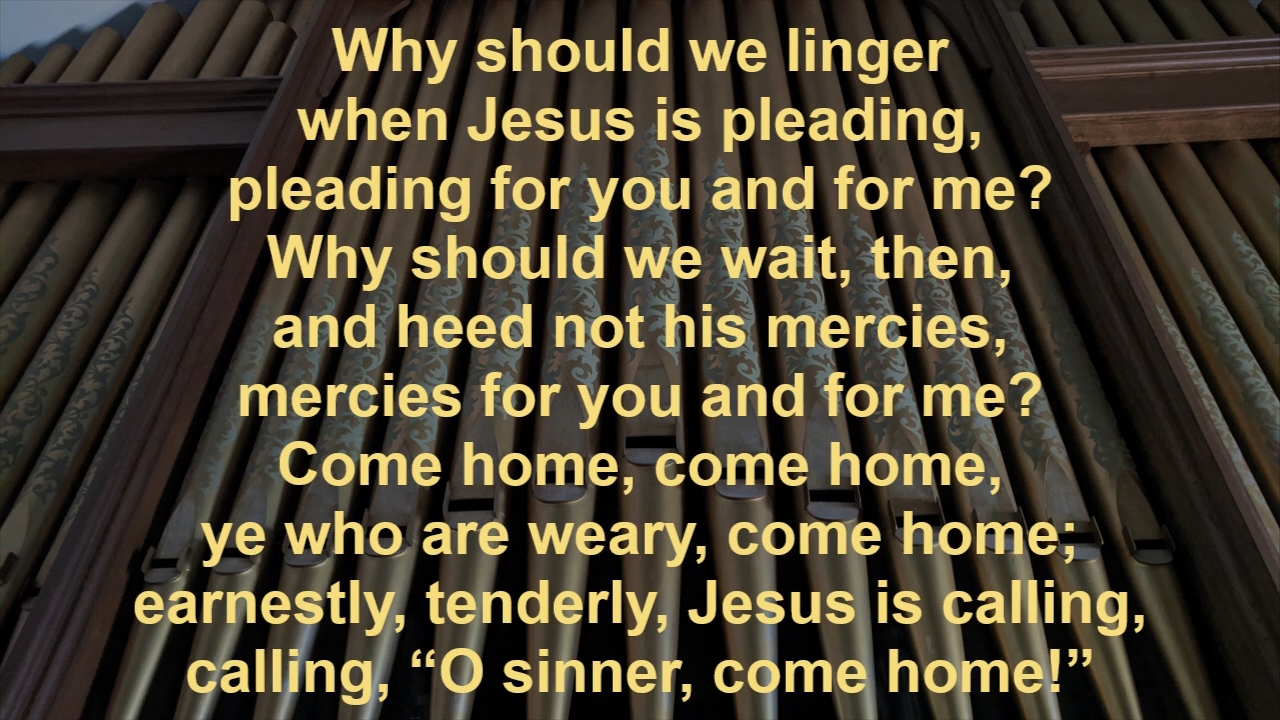 Why should we linger
when Jesus is pleading,
pleading for you and for me?
Why should we wait, then,
and heed not his mercies,
mercies for you and for me?
Come home, come home,
ye who are weary, come home;
earnestly, tenderly, Jesus is calling,
calling, “O sinner, come home!”